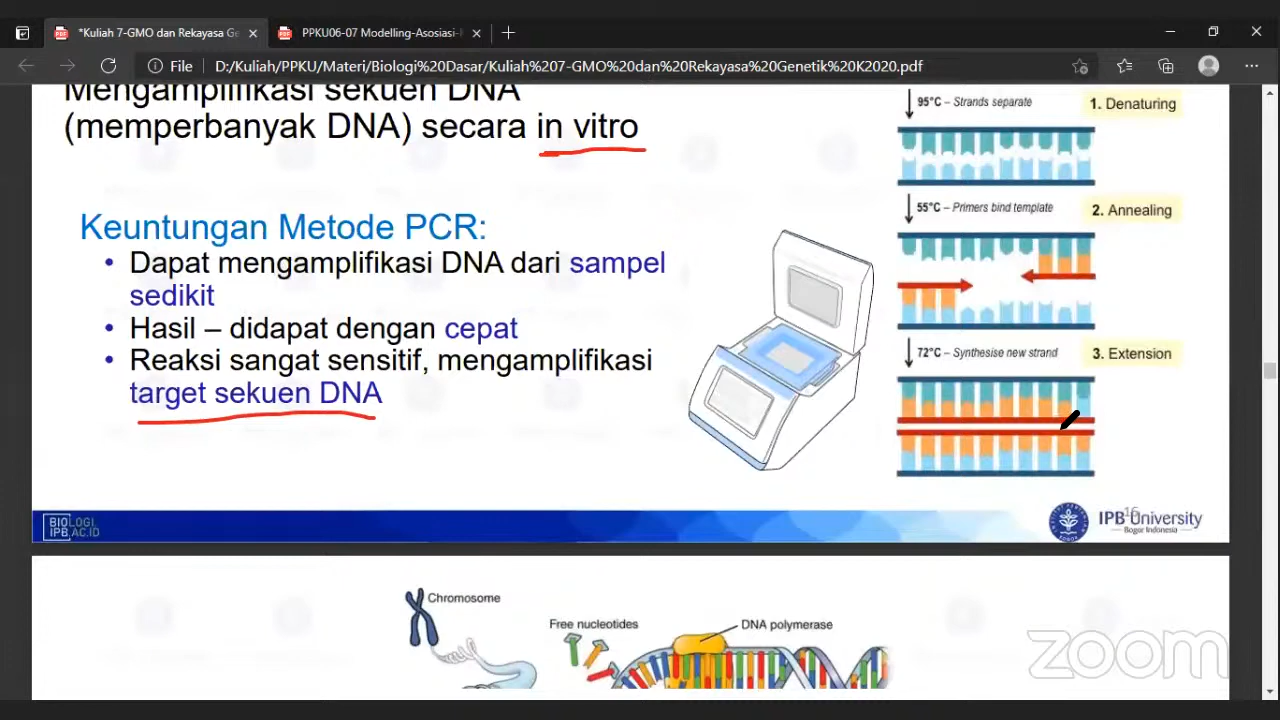 *Kuliah 7-GMO dan Rekayasa Ge
PPKU06-07 Modelling-Asosiasi-
File
D:/Kuliah/PPKU/Materi/Biologi%20Dasar/Kuliah%207-GMO%20dan%20Rekayasa%20Genetik%20K2020.pdf
Mengamplifikasi sekuen DNA
(memperbanyak DNA) secara in vitro
Keuntungan Metode PCR:
• Dapat mengamplifikasi DNA dari sampel
sedikit
• Hasil – didapat dengan cepat
• Reaksi sangat sensitif, mengamplifikasi
target sekuen DNA
95°C – Strands separate
1. Denaturing
55°C – Primers bind template
2. Annealing
72°C – Synthesise new strand
3. Extension
BIOLOGI.
IPB.AC.ID
16
IPB University
Bogor Indonesia
Chromosome
Free nucleotides
DNA polymerase
zoom